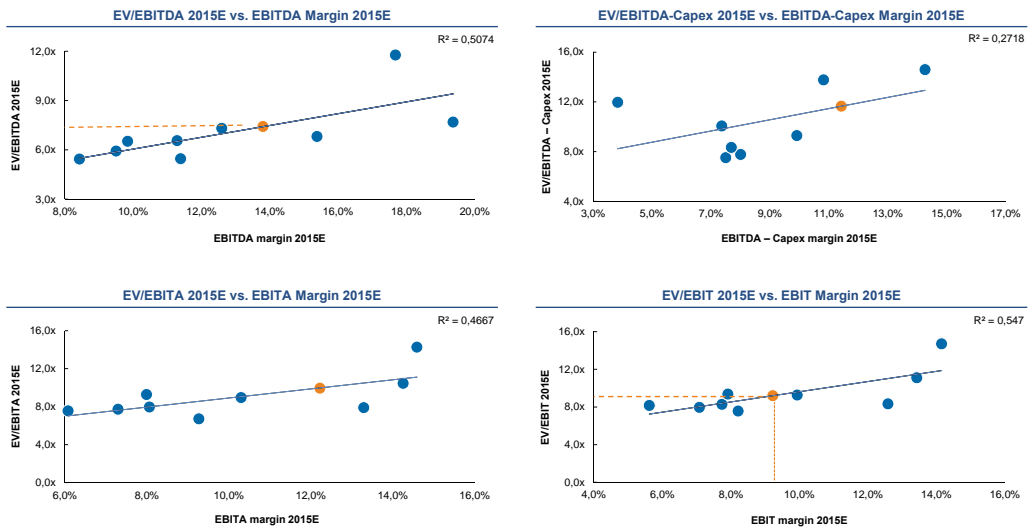 EV/EBITDA 2015E vs. EBITDA Margin 2015E
R² = 0,5074
12,0x
9,0x
6,0x
3,0x
EV/EBITDA 2015E
8,0% 10,0% 12,0% 14,0% 16,0% 18,0% 20,0%
EBITDA margin 2015E
EV/EBITDA-Capex 2015E vs. EBITDA-Capex Margin 2015E
R² = 0,2718
16,0x
12,0x
8,0x
4,0x
EV/EBITDA – Capex 2015E
3,0% 5,0% 7,0% 9,0% 11,0% 13,0% 15,0% 17,0%
EBITDA – Capex margin 2015E
EV/EBITA 2015E vs. EBITA Margin 2015E
R² = 0,4667
16,0x
12,0x
8,0x
4,0x
0,0x
EV/EBITA 2015E
6,0% 8,0% 10,0% 12,0% 14,0% 16,0%
EBITA margin 2015E
EV/EBIT 2015E vs. EBIT Margin 2015E
R² = 0,547
16,0x
12,0x
8,0x
4,0x
0,0x
EV/EBIT 2015E
4,0% 6,0% 8,0% 10,0% 12,0% 14,0% 16,0%
EBIT margin 2015E